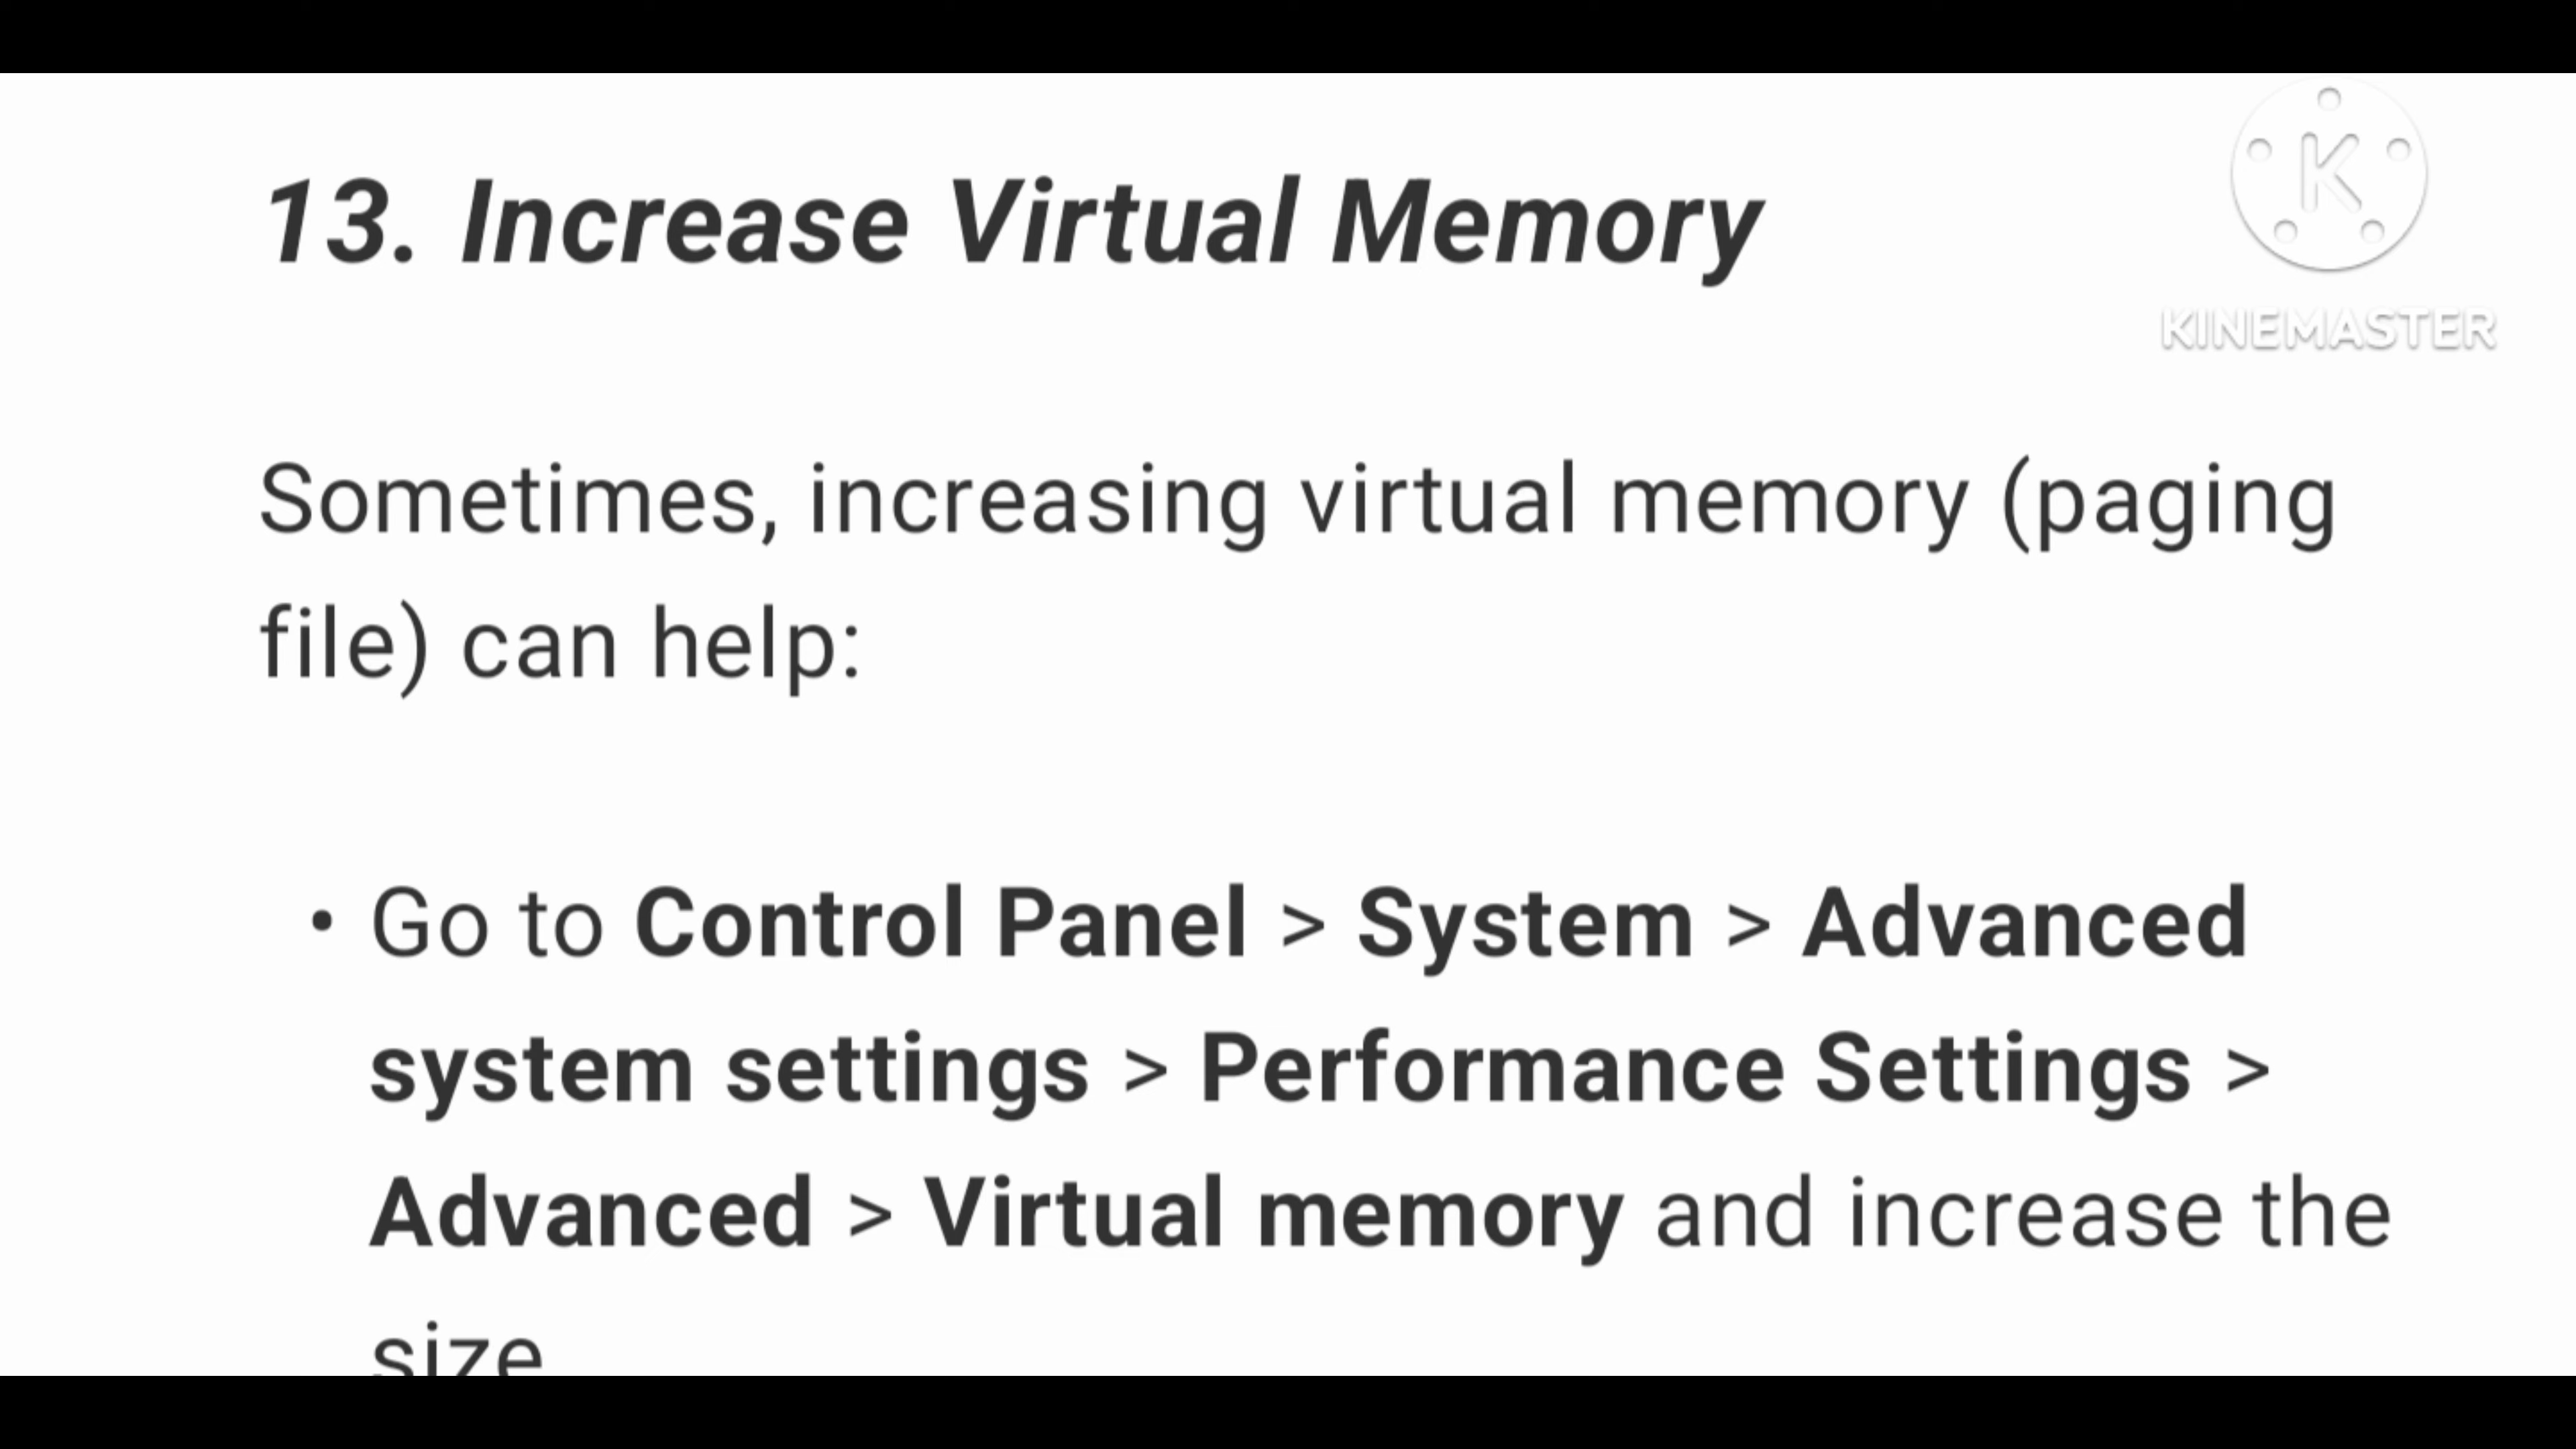 13. Increase Virtual Memory
K
KINEMASTER
Sometimes, increasing virtual memory (paging
file) can help:
• Go to Control Panel > System > Advanced
system settings > Performance Settings >
Advanced > Virtual memory and increase the
size